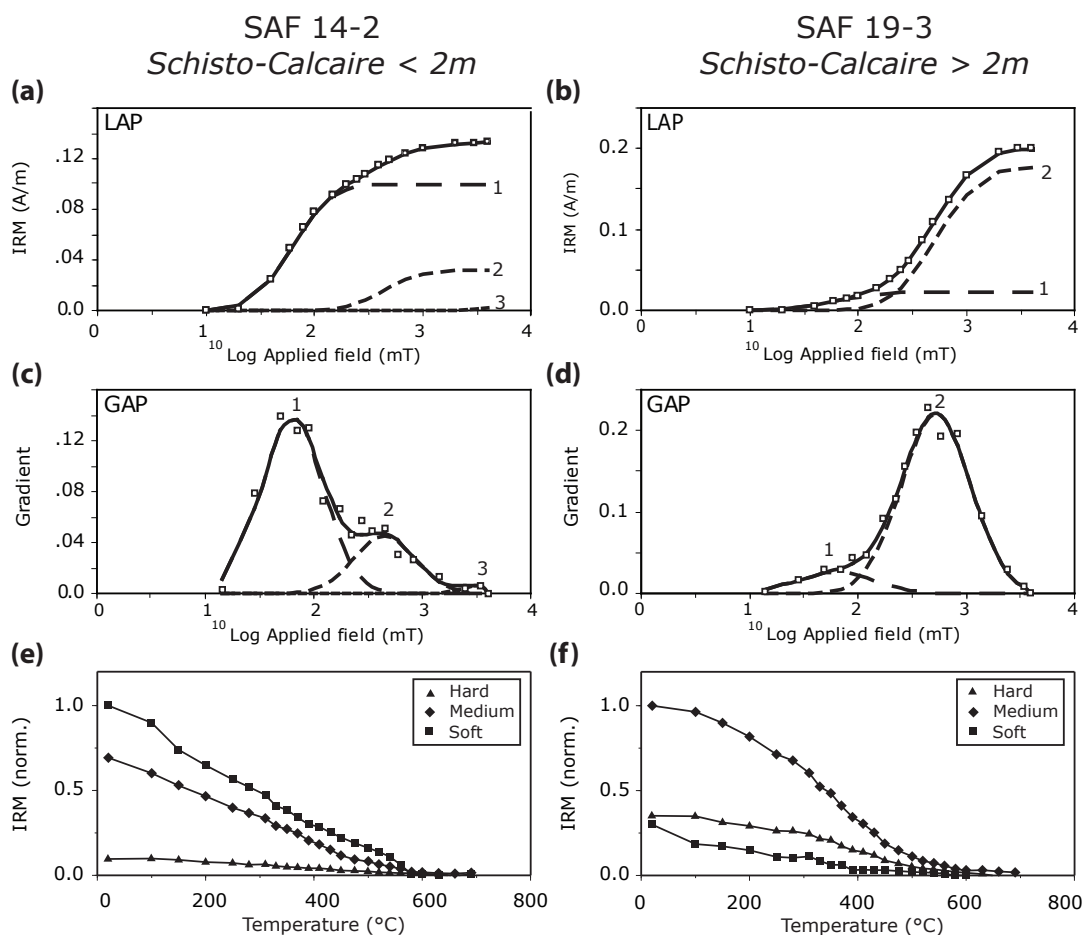 SAF 14-2
Schisto-Calcaire < 2m
SAF 19-3
Schisto-Calcaire > 2m
(a)
LAP
IRM (A/m)
.12
.08
.04
0.0
1
2
3
0 1 2 3 4
10 Log Applied field (mT)
(b)
LAP
IRM (A/m)
0.2
0.1
0.0
2
1
0 1 2 3 4
10 Log Applied field (mT)
(c)
GAP
Gradient
.12
.08
.04
0.0
1
2
3
0 1 2 3 4
10 Log Applied field (mT)
(d)
GAP
Gradient
0.2
0.1
0.0
2
1
0 1 2 3 4
10 Log Applied field (mT)
(e)
IRM (norm.)
1.0
0.5
0.0
Hard
Medium
Soft
0 200 400 600 800
Temperature (°C)
(f)
IRM (norm.)
1.0
0.5
0.0
Hard
Medium
Soft
0 200 400 600 800
Temperature (°C)